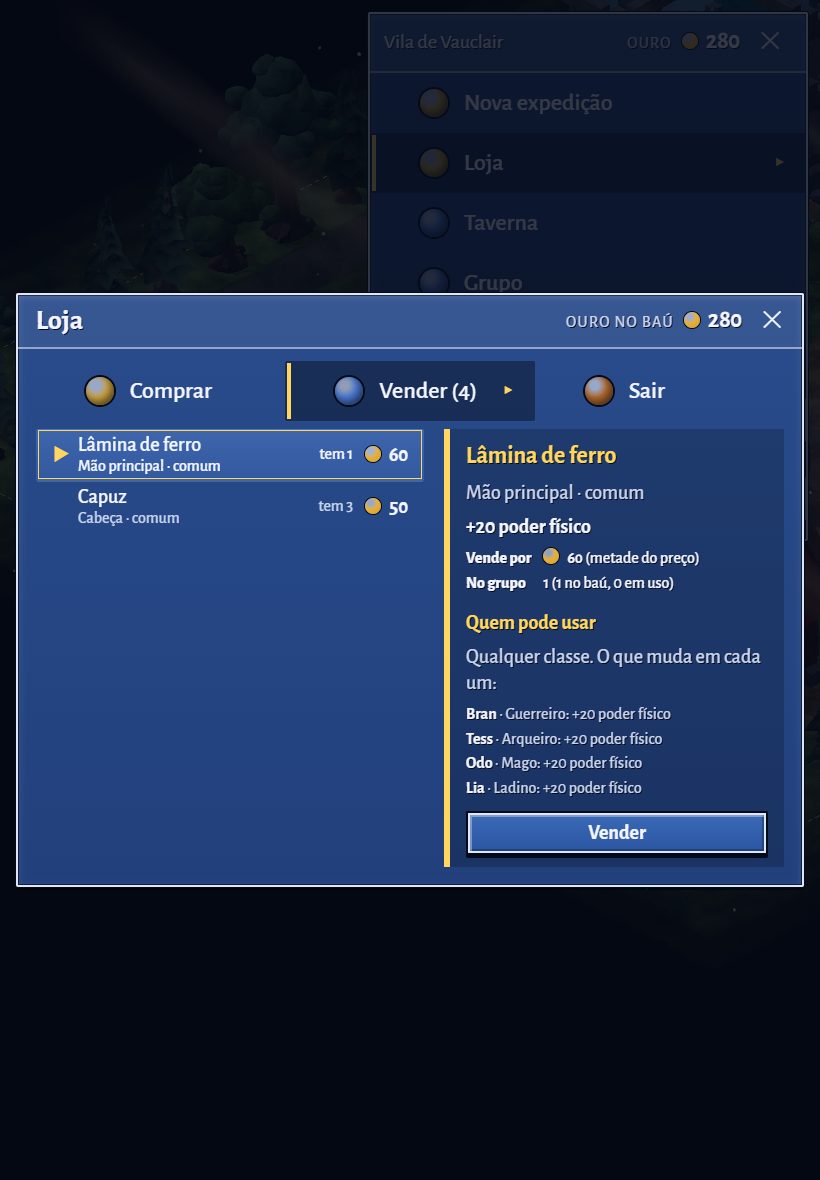 Vila de Vauclair OURO 280
Nova expedição
Loja
Taverna
Grupo
Loja OURO NO BAÚ 280
Comprar Vender (4) Sair
Lâmina de ferro tem 1 60
Mão principal · comum
Capuz tem 3 50
Cabeça · comum
Lâmina de ferro
Mão principal · comum
+20 poder físico
Vende por 60 (metade do preço)
No grupo 1 (1 no baú, 0 em uso)
Quem pode usar
Qualquer classe. O que muda em cada
um:
Bran · Guerreiro: +20 poder físico
Tess · Arqueiro: +20 poder físico
Odo · Mago: +20 poder físico
Lia · Ladino: +20 poder físico
Vender